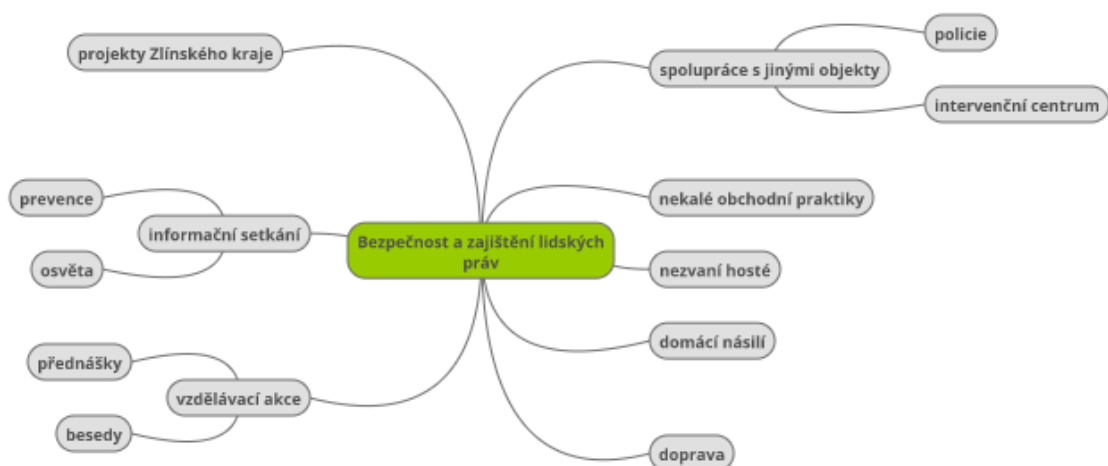 projekty Zlínského kraje
prevence
informační setkání
osvěta
přednášky
vzdělávací akce
besedy
Bezpečnost a zajištění lidských
práv
policie
spolupráce s jinými objekty
intervenční centrum
nekalé obchodní praktiky
nezvaní hosté
domácí násilí
doprava